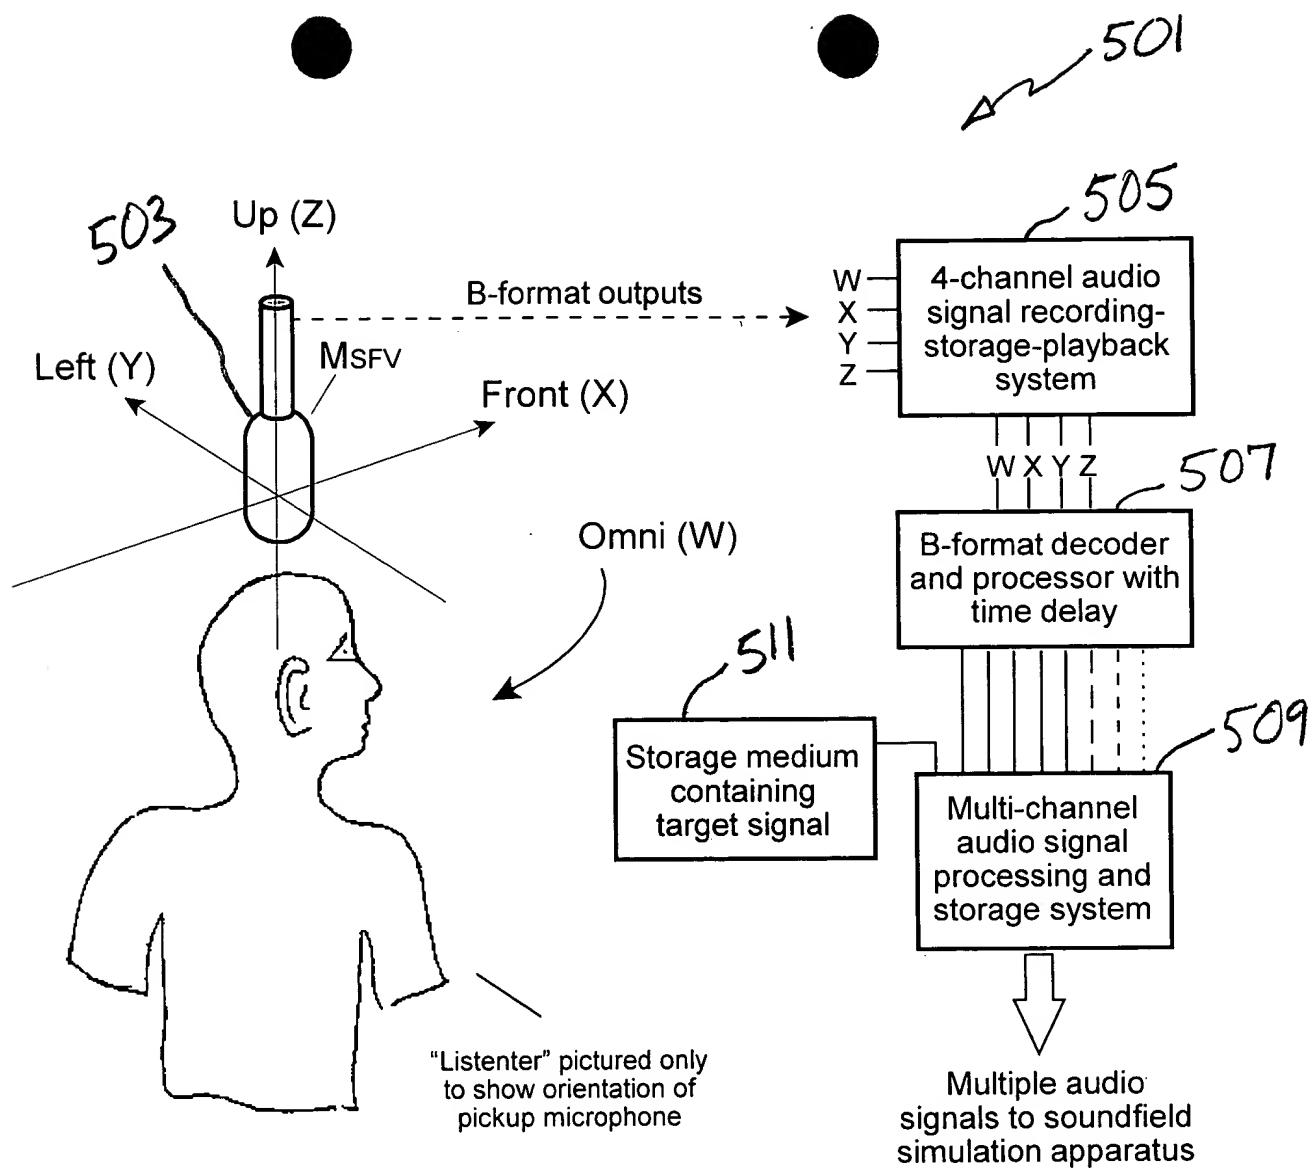 501
505
503
Up (Z)
B-format outputs
W
X
Y
Z
4-channel audio
signal recording-
storage-playback
system
Left (Y)
MSFV
Front (X)
W X Y Z
507
Omni (W)
B-format decoder
and processor with
time delay
511
509
Storage medium
containing
target signal
Multi-channel
audio signal
processing and
storage system
“Listenter” pictured only
to show orientation of
pickup microphone
Multiple audio
signals to soundfield
simulation apparatus